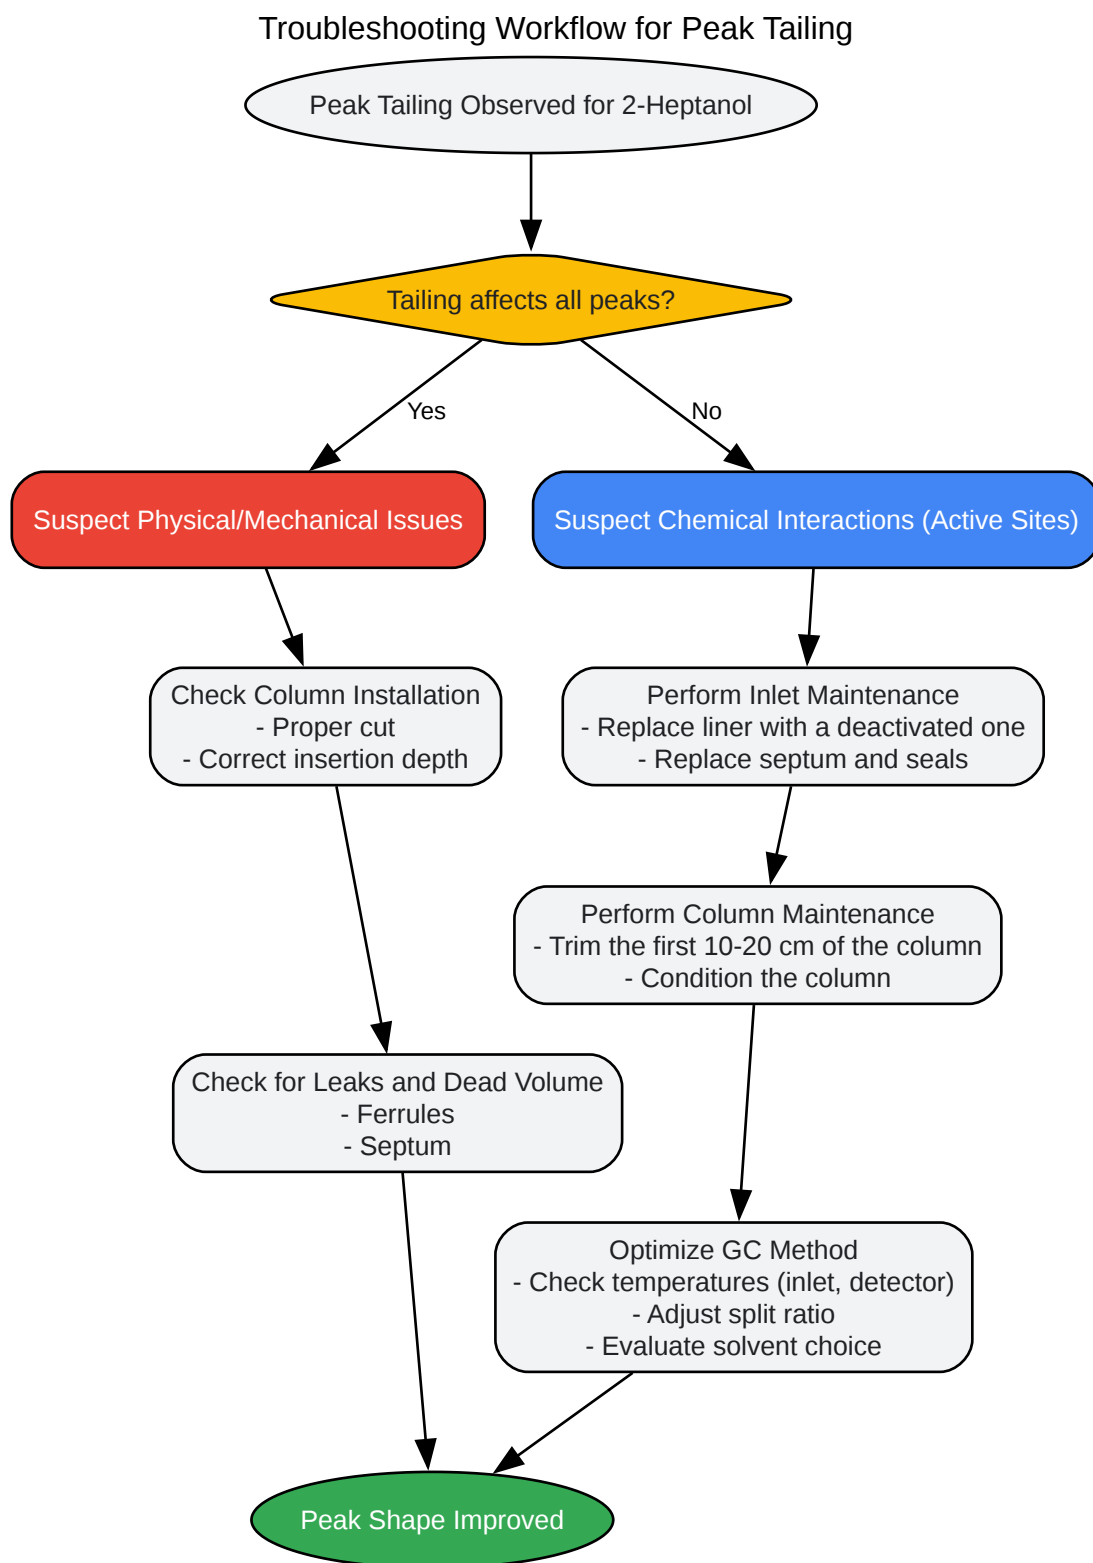 Troubleshooting Workflow for Peak Tailing
Peak Tailing Observed for 2-Heptanol
Tailing affects all peaks?
Yes
No
Suspect Physical/Mechanical Issues
Suspect Chemical Interactions (Active Sites)
Check Column Installation
- Proper cut
- Correct insertion depth
Perform Inlet Maintenance
- Replace liner with a deactivated one
- Replace septum and seals
Perform Column Maintenance
- Trim the first 10-20 cm of the column
- Condition the column
Check for Leaks and Dead Volume
- Ferrules
- Septum
Optimize GC Method
- Check temperatures (inlet, detector)
- Adjust split ratio
- Evaluate solvent choice
Peak Shape Improved